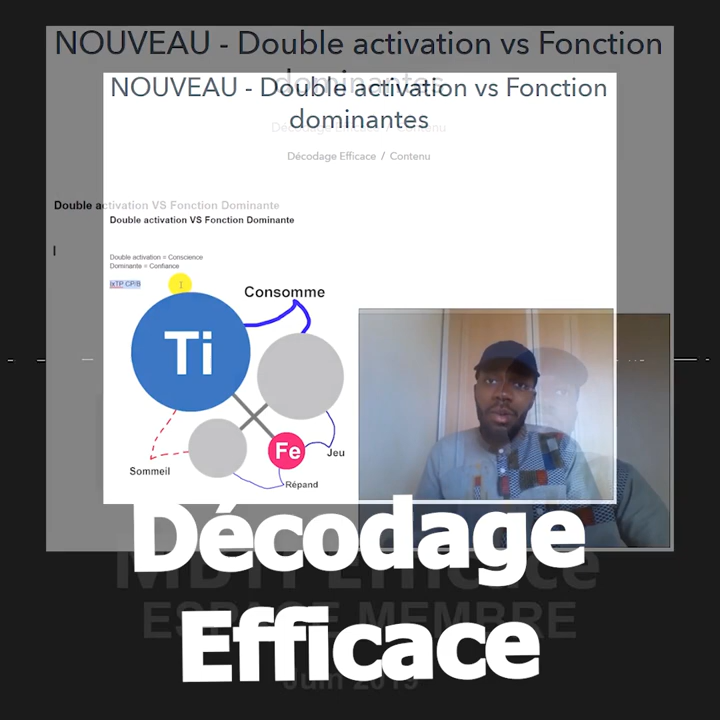 NOUVEAU - Double activation vs Fonction
dominantes
NOUVEAU - Double activation vs Fonction
dominantes
Décodage Efficace / Contenu
Double activation VS Fonction Dominante
Double activation VS Fonction Dominante
Double activation = Conscience
Dominante = Confiance
IxTP CP/B
Consomme
Ti
Fe
Jeu
Sommeil
Répand
Décodage
MBTI Efficace
ESPACE MEMBRE
Efficace
Juin 2019